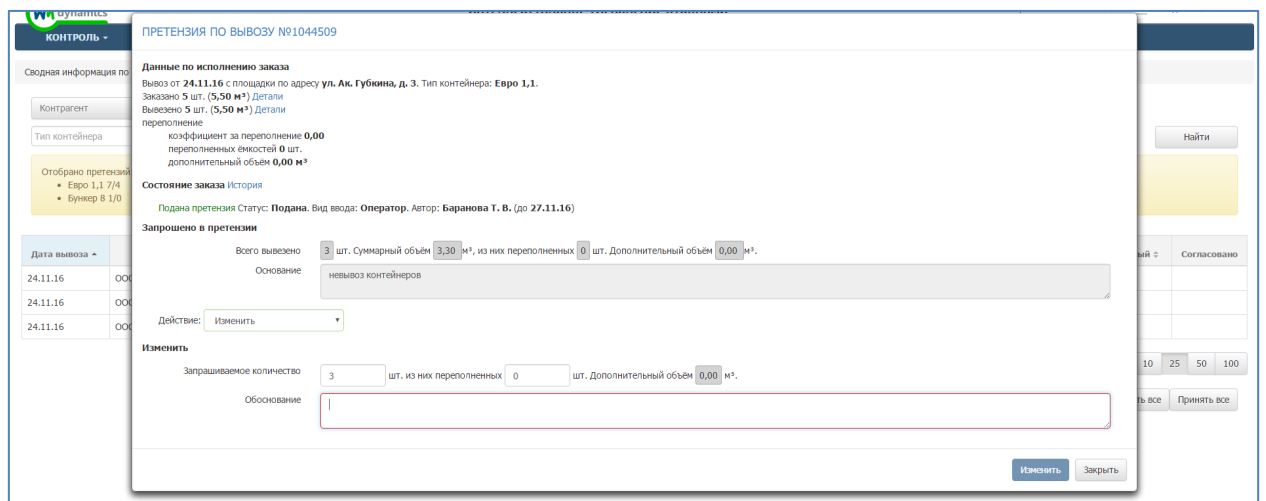 dynamics
КОНТРОЛЬ
ПРЕТЕНЗИЯ ПО ВЫВОЗУ №1044509
Сводная информация по
Контрагент
Тип контейнера
Найти
Отобрано претензий
• Евро 1,1 7/4
• Бункер 8 1/0
Данные по исполнению заказа
Вывоз от 24.11.16 с площадки по адресу ул. Ак. Губкина, д. 3. Тип контейнера: Евро 1,1.
Заказано 5 шт. (5,50 м³) Детали
Вывезено 5 шт. (5,50 м³) Детали
переполнение
коэффициент за переполнение 0,00
переполненных ёмкостей 0 шт.
дополнительный объём 0,00 м³
Состояние заказа История
Подана претензия Статус: Подана. Вид ввода: Оператор. Автор: Баранова Т. В. (до 27.11.16)
Запрошено в претензии
Всего вывезено 3 шт. Суммарный объём 3,30 м³, из них переполненных 0 шт. Дополнительный объём 0,00 м³.
Основание невывоз контейнеров
Действие: Изменить
Изменить
Запрашиваемое количество 3 шт. из них переполненных 0 шт. Дополнительный объём 0,00 м³.
Обоснование
Изменить Закрыть
Дата вывоза ый Согласовано
24.11.16 ООО
24.11.16 ООО
24.11.16 ООО
10 25 50 100
ть все Принять все